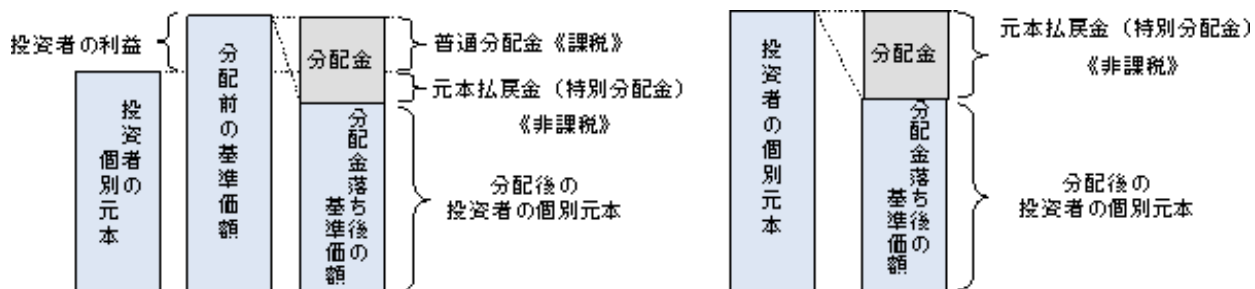 投資者の利益
投資者の
個別元本
分配前の基準価額
分配金
分配金落ち後の
基準価額
普通分配金《課税》
元本払戻金（特別分配金）
《非課税》
分配後の
投資者の個別元本
投資者の個別元本
分配金
分配金落ち後の
基準価額
元本払戻金（特別分配金）
《非課税》
分配後の
投資者の個別元本